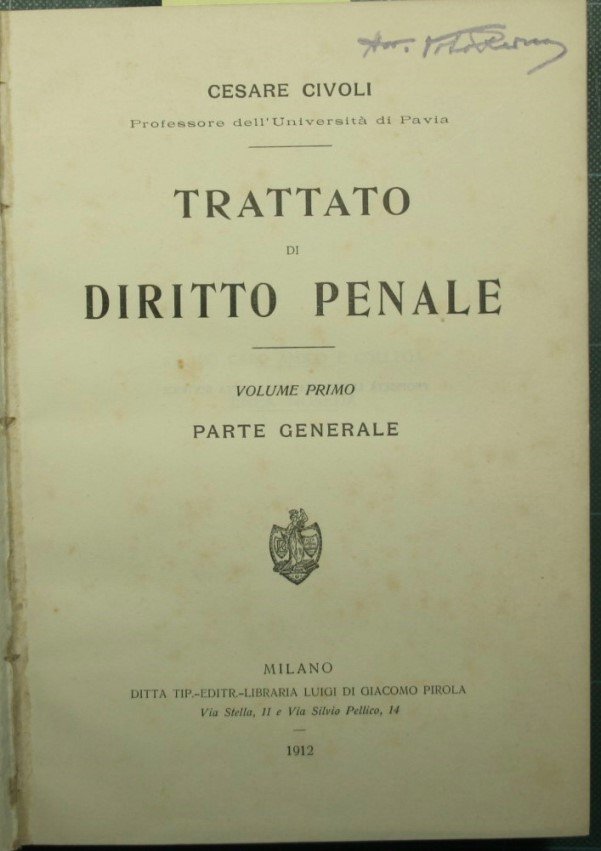 CESARE CIVOLI
Professore dell'Università di Pavia
TRATTATO
DI
DIRITTO PENALE
VOLUME PRIMO
PARTE GENERALE
MILANO
DITTA TIP.-EDITR.-LIBRARIA LUIGI DI GIACOMO PIROLA
Via Stella, 11 e Via Silvio Pellico, 14
1912